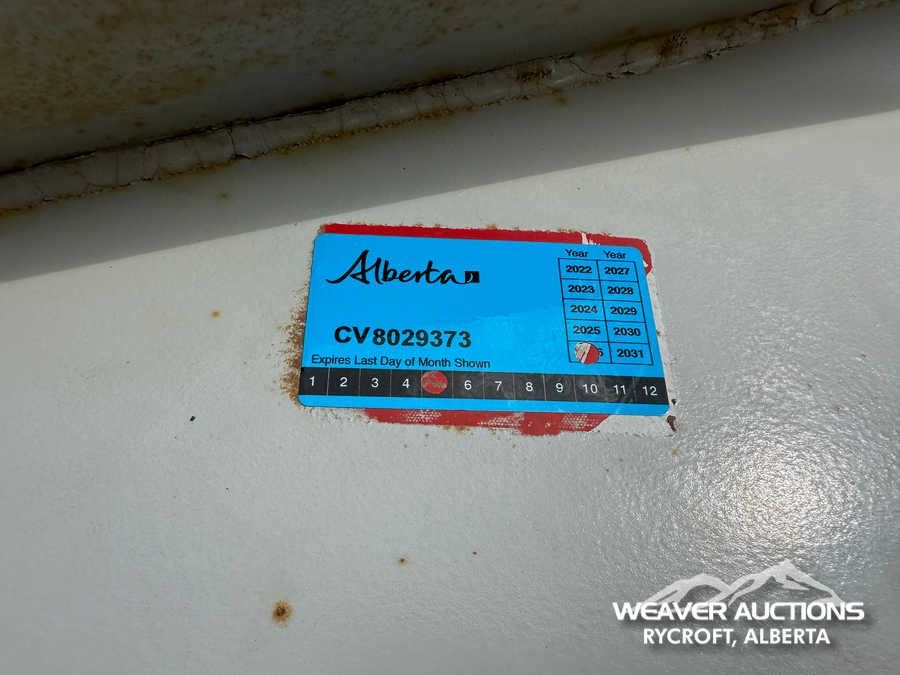 Alberta
Year Year
2022 2027
2023 2028
2024 2029
2025 2030
2031
CV8029373
Expires Last Day of Month Shown
1 2 3 4 6 7 8 9 10 11 12
WEAVER AUCTIONS
RYCROFT, ALBERTA